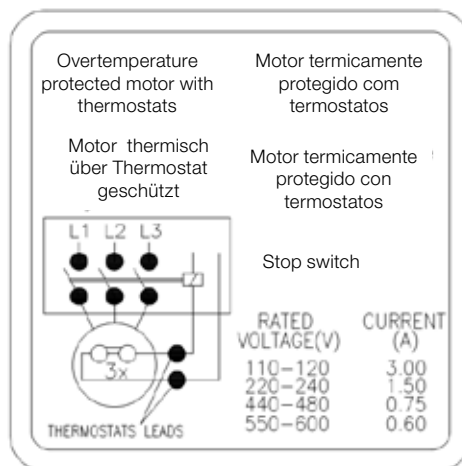 Overtemperature
protected motor with
thermostats
Motor termicamente
protegido com
termostatos
Motor thermisch
über Thermostat
geschützt
Motor termicamente
protegido con
termostatos
L1 L2 L3
Stop switch
3x
THERMOSTATS LEADS
RATED
VOLTAGE(V)
CURRENT
(A)
110-120 3.00
220-240 1.50
440-480 0.75
550-600 0.60